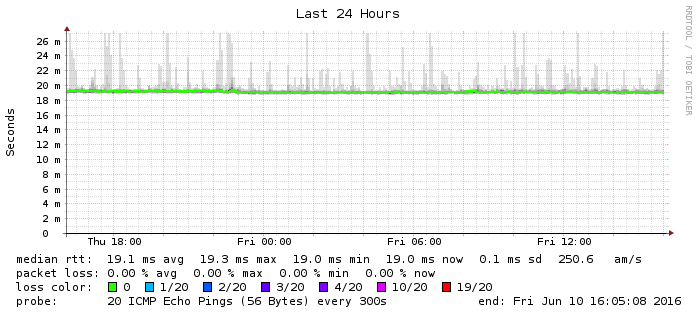 Last 24 Hours
RRDTOOL / TOBI OETIKER
Seconds
26 m
24 m
22 m
20 m
18 m
16 m
14 m
12 m
10 m
8 m
6 m
4 m
2 m
0
Thu 18:00 Fri 00:00 Fri 06:00 Fri 12:00
median rtt: 19.1 ms avg 19.3 ms max 19.0 ms min 19.0 ms now 0.1 ms sd 250.6 am/s
packet loss: 0.00 % avg 0.00 % max 0.00 % min 0.00 % now
loss color: 0 1/20 2/20 3/20 4/20 10/20 19/20
probe: 20 ICMP Echo Pings (56 Bytes) every 300s end: Fri Jun 10 16:05:08 2016